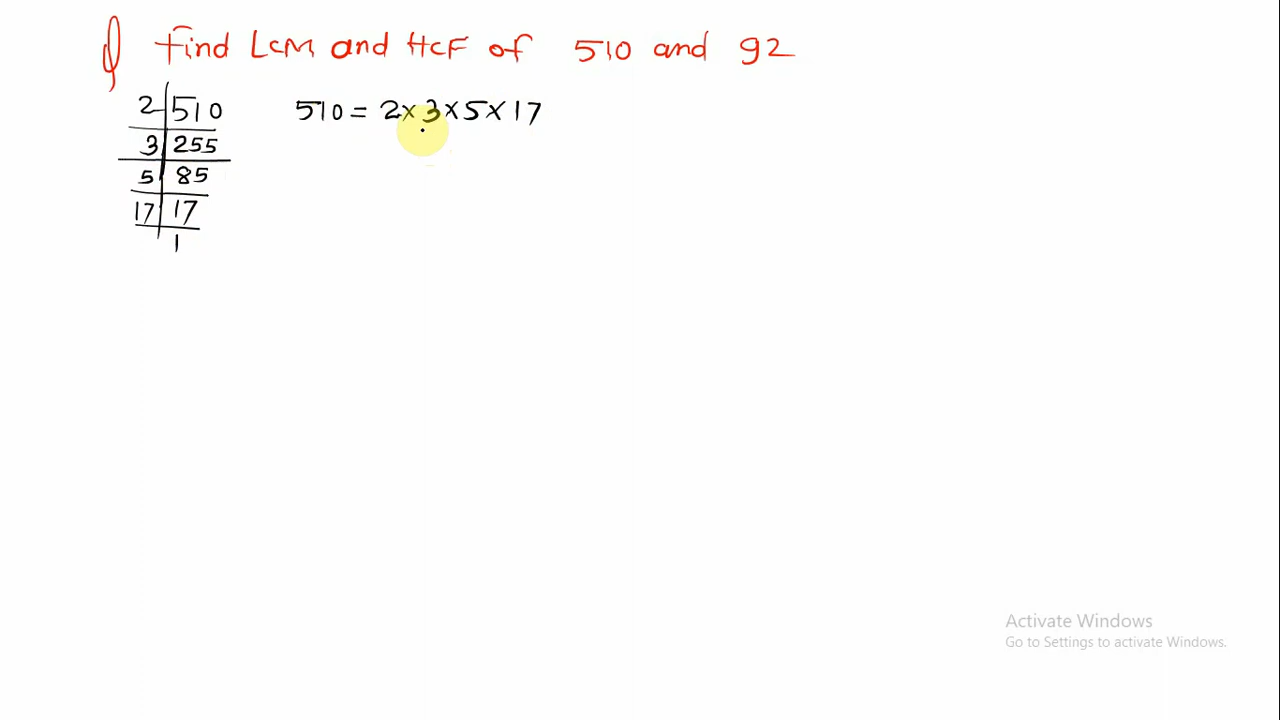 Q Find LCM and HCF of 510 and 92
2 510
510 = 2 × 3 × 5 × 17
3 255
5 85
17 17
1
Activate Windows
Go to Settings to activate Windows.